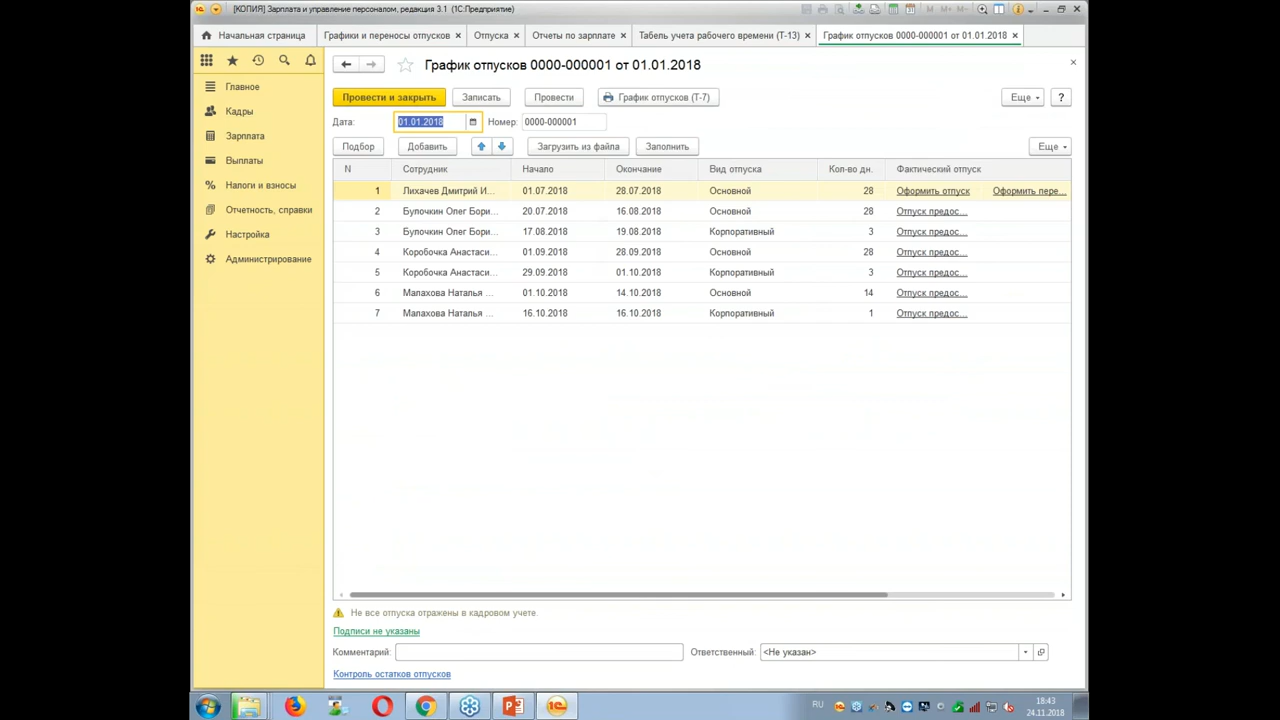 [КОПИЯ] Зарплата и управление персоналом, редакция 3.1 (1С:Предприятие)
Начальная страница Графики и переносы отпусков × Отпуска × Отчеты по зарплате × Табель учета рабочего времени (Т-13) × График отпусков 0000-000001 от 01.01.2018 ×
График отпусков 0000-000001 от 01.01.2018
Главное
Кадры
Зарплата
Выплаты
Налоги и взносы
Отчетность, справки
Настройка
Администрирование
Провести и закрыть Записать Провести График отпусков (Т-7) Еще ?
Дата: 01.01.2018 Номер: 0000-000001
Подбор Добавить Загрузить из файла Заполнить Еще
N Сотрудник Начало Окончание Вид отпуска Кол-во дн. Фактический отпуск
1 Лихачев Дмитрий И... 01.07.2018 28.07.2018 Основной 28 Оформить отпуск Оформить пере...
2 Булочкин Олег Бори... 20.07.2018 16.08.2018 Основной 28 Отпуск предос...
3 Булочкин Олег Бори... 17.08.2018 19.08.2018 Корпоративный 3 Отпуск предос...
4 Коробочка Анастаси... 01.09.2018 28.09.2018 Основной 28 Отпуск предос...
5 Коробочка Анастаси... 29.09.2018 01.10.2018 Корпоративный 3 Отпуск предос...
6 Малахова Наталья ... 01.10.2018 14.10.2018 Основной 14 Отпуск предос...
7 Малахова Наталья ... 16.10.2018 16.10.2018 Корпоративный 1 Отпуск предос...
Не все отпуска отражены в кадровом учете.
Подписи не указаны
Комментарий: Ответственный: <Не указан>
Контроль остатков отпусков
RU 18:43
24.11.2018